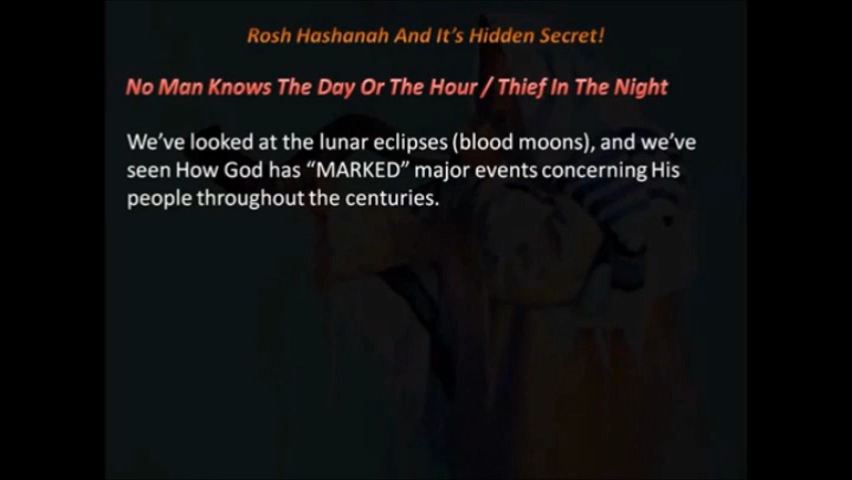 Rosh Hashanah And It's Hidden Secret!
No Man Knows The Day Or The Hour / Thief In The Night
We've looked at the lunar eclipses (blood moons), and we've
seen How God has “MARKED” major events concerning His
people throughout the centuries.